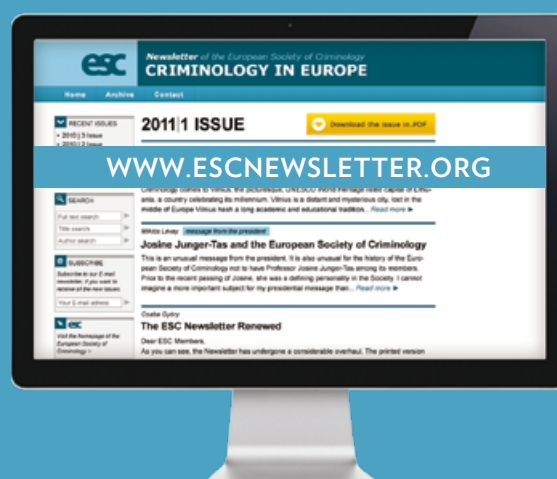 esc
Newsletter of the European Society of Criminology
CRIMINOLOGY IN EUROPE
Home Archive Contact
RECENT ISSUES
• 2010|3 Issue
• 2010|2 Issue
2011|1 ISSUE
Download the issue in .PDF
WWW.ESCNEWSLETTER.ORG
SEARCH
Full text search
Title search
Author search
SUBSCRIBE
Subscribe to our E-mail
newsletter, if you want to
receive all the new issues
Your E-mail adress
esc
Visit the homepage of the
European Society of
Criminology >
Criminology comes to Vilnius, the picturesque, UNESCO World Heritage listed capital of Lithu-
ania, a country celebrating its millennium. Vilnius is a distant and mysterious city, lost in the
middle of Europe Vilnius hash a long academic and educational tradition... Read more ►
Miklós Lévay message from the president
Josine Junger-Tas and the European Society of Criminology
This is an unusual message from the president. It is also unusual for the history of the Euro-
pean Society of Criminology not to have Professor Josine Junger-Tas among its members.
Prior to the recent passing of Josine, she was a defining personality in the Society. I cannot
imagine a more important subject for my presidential message than... Read more ►
Csaba Győry
The ESC Newsletter Renewed
Dear ESC Members,
As you can see, the Newsletter has undergone a considerable overhaul. The printed version